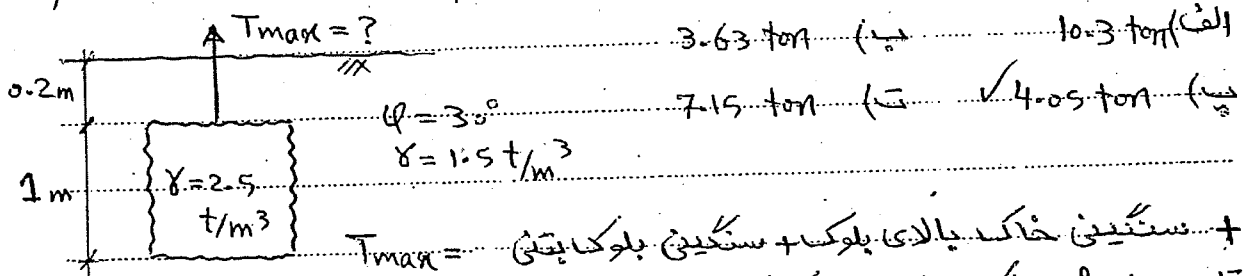 Tmax = ?
الف) 10.3 ton  ب) 3.63 ton
0.2m
پ) 4.05 ton ✓  ت) 7.15 ton
φ = 30°
γ = 1.5 t/m³
1m
γ = 2.5
t/m³
Tmax = سنگینی خاک بالای بلوک + سنگینی بلوک بتنی +